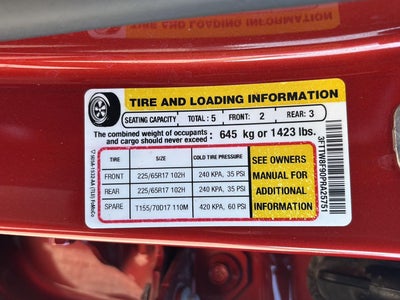 TIRE AND LOADING INFORMATION
SEATING CAPACITY TOTAL: 5 FRONT: 2 REAR: 3
The combined weight of occupants : 645 kg or 1423 lbs.
and cargo should never exceed
TIRE SIZE COLD TIRE PRESSURE
FRONT 225/65R17 102H 240 KPA, 35 PSI
REAR 225/65R17 102H 240 KPA, 35 PSI
SPARE T155/70D17 110M 420 KPA, 60 PSI
SEE OWNERS
MANUAL FOR
ADDITIONAL
INFORMATION